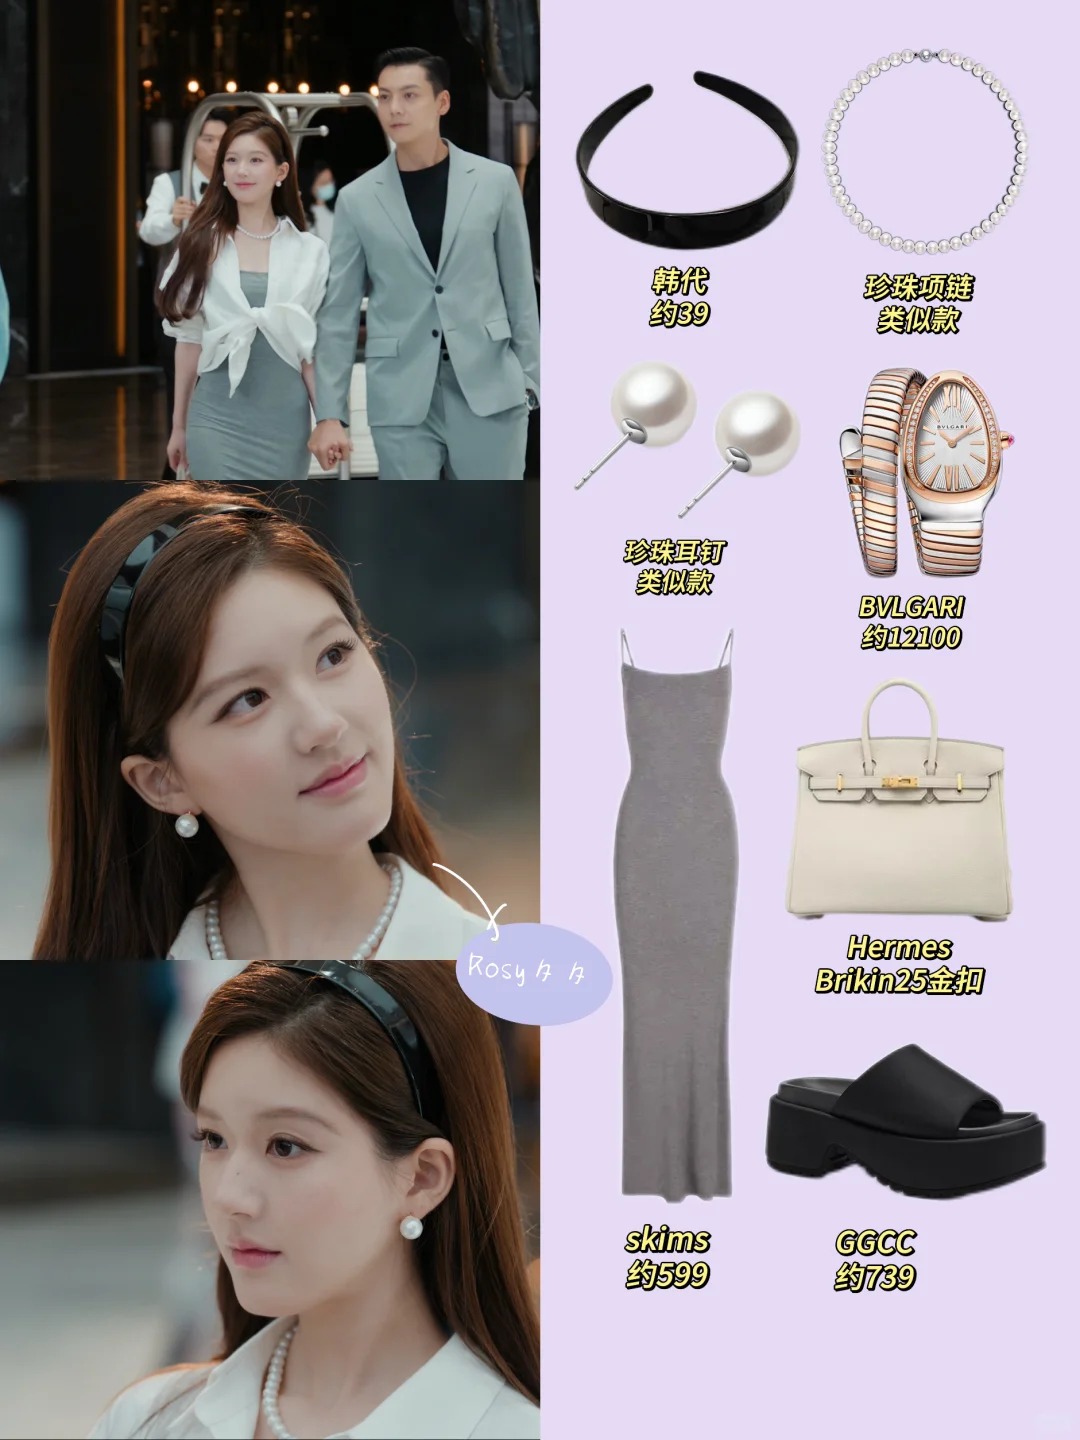 韩代
约39
珍珠项链
类似款
BVLGARI
珍珠耳钉
类似款
BVLGARI
约12100
Hermes
Brikin25金扣
Rosy夕夕
skims
约599
GGCC
约739